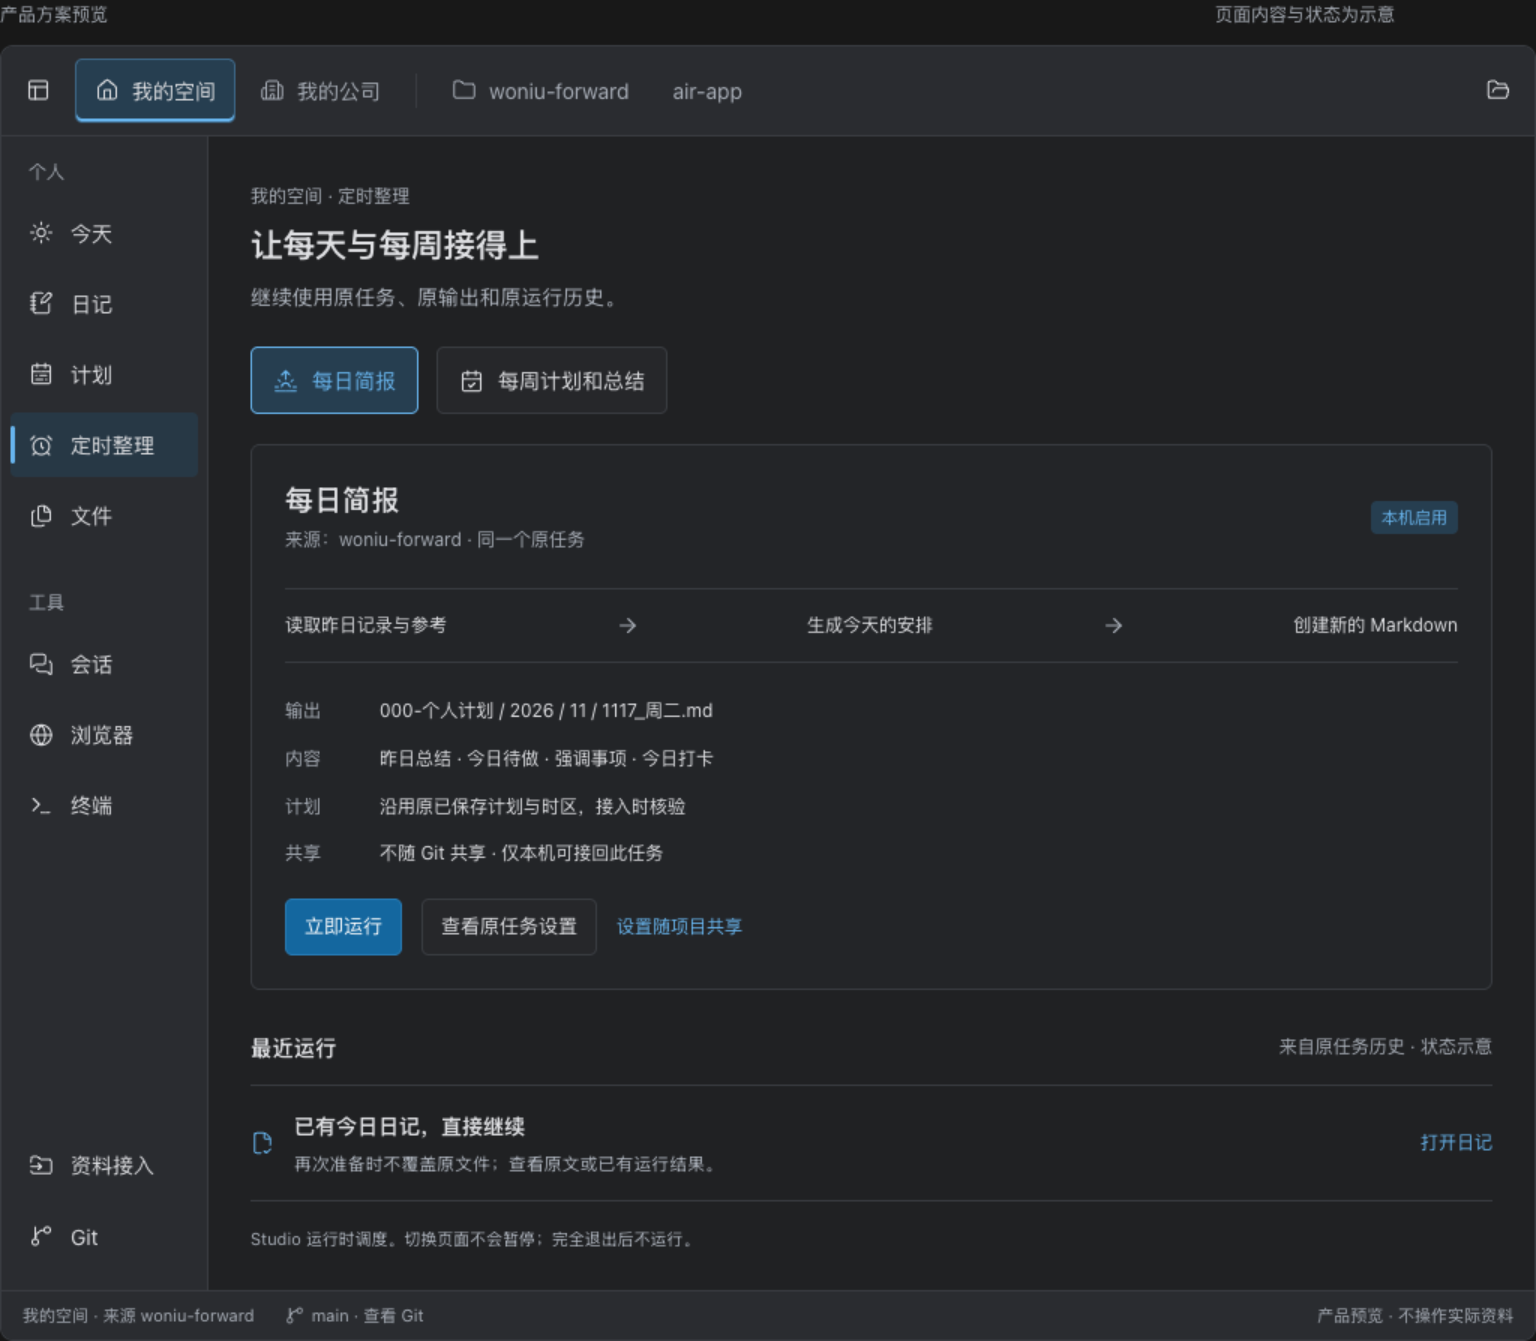 产品方案预览
页面内容与状态为示意
我的空间
我的公司
woniu-forward
air-app
个人
今天
日记
计划
定时整理
文件
工具
会话
浏览器
终端
资料接入
Git
我的空间 · 定时整理
让每天与每周接得上
继续使用原任务、原输出和原运行历史。
每日简报
每周计划和总结
每日简报
来源：woniu-forward · 同一个原任务
本机启用
读取昨日记录与参考 → 生成今天的安排 → 创建新的 Markdown
输出 000-个人计划 / 2026 / 11 / 1117_周二.md
内容 昨日总结 · 今日待做 · 强调事项 · 今日打卡
计划 沿用原已保存计划与时区，接入时核验
共享 不随 Git 共享 · 仅本机可接回此任务
立即运行
查看原任务设置
设置随项目共享
最近运行
来自原任务历史 · 状态示意
已有今日日记，直接继续
再次准备时不覆盖原文件；查看原文或已有运行结果。
打开日记
Studio 运行时调度。切换页面不会暂停；完全退出后不运行。
我的空间 · 来源 woniu-forward
main · 查看 Git
产品预览 · 不操作实际资料